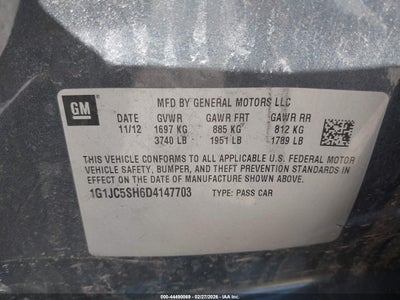 GM
MFD BY GENERAL MOTORS LLC
DATE GVWR GAWR FRT GAWR RR
11/12 1697 KG 885 KG 812 KG
3740 LB 1951 LB 1789 LB
THIS VEHICLE CONFORMS TO ALL APPLICABLE U.S. FEDERAL MOTOR
VEHICLE SAFETY, BUMPER, AND THEFT PREVENTION STANDARDS
IN EFFECT ON THE DATE OF MANUFACTURE SHOWN ABOVE.
1G1JC5SH6D4147703 TYPE: PASS CAR
000-44490069 02/27/2026 - IAAI